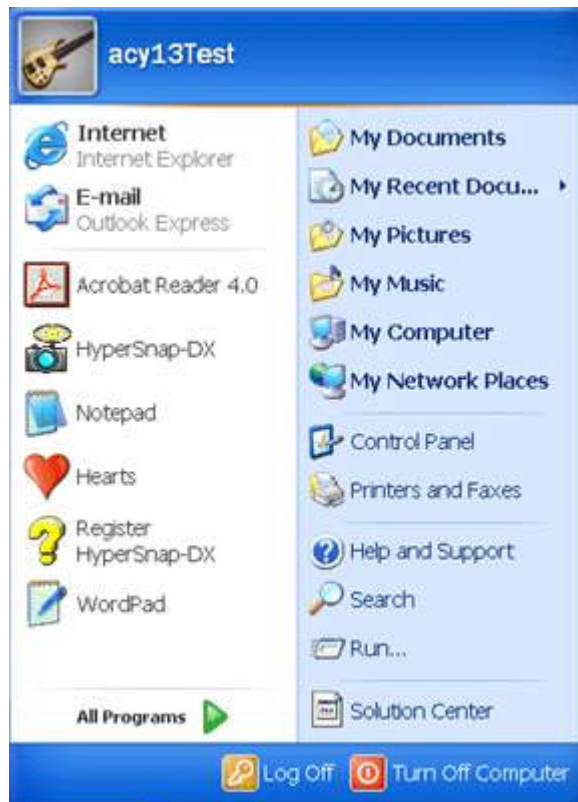 acy13Test
Internet
Internet Explorer
E-mail
Outlook Express
Acrobat Reader 4.0
HyperSnap-DX
Notepad
Hearts
Register
HyperSnap-DX
WordPad
All Programs
My Documents
My Recent Docu...
My Pictures
My Music
My Computer
My Network Places
Control Panel
Printers and Faxes
Help and Support
Search
Run...
Solution Center
Log Off
Turn Off Computer